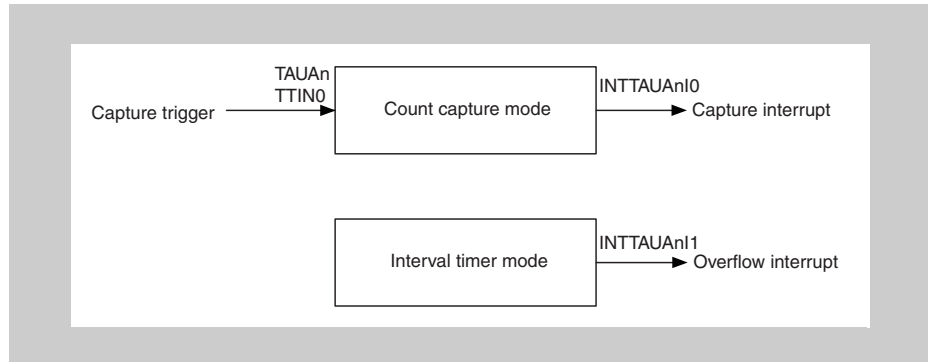 TAUAn
TTIN0
Capture trigger
Count capture mode
INTTAUAnI0
Capture interrupt
Interval timer mode
INTTAUAnI1
Overflow interrupt